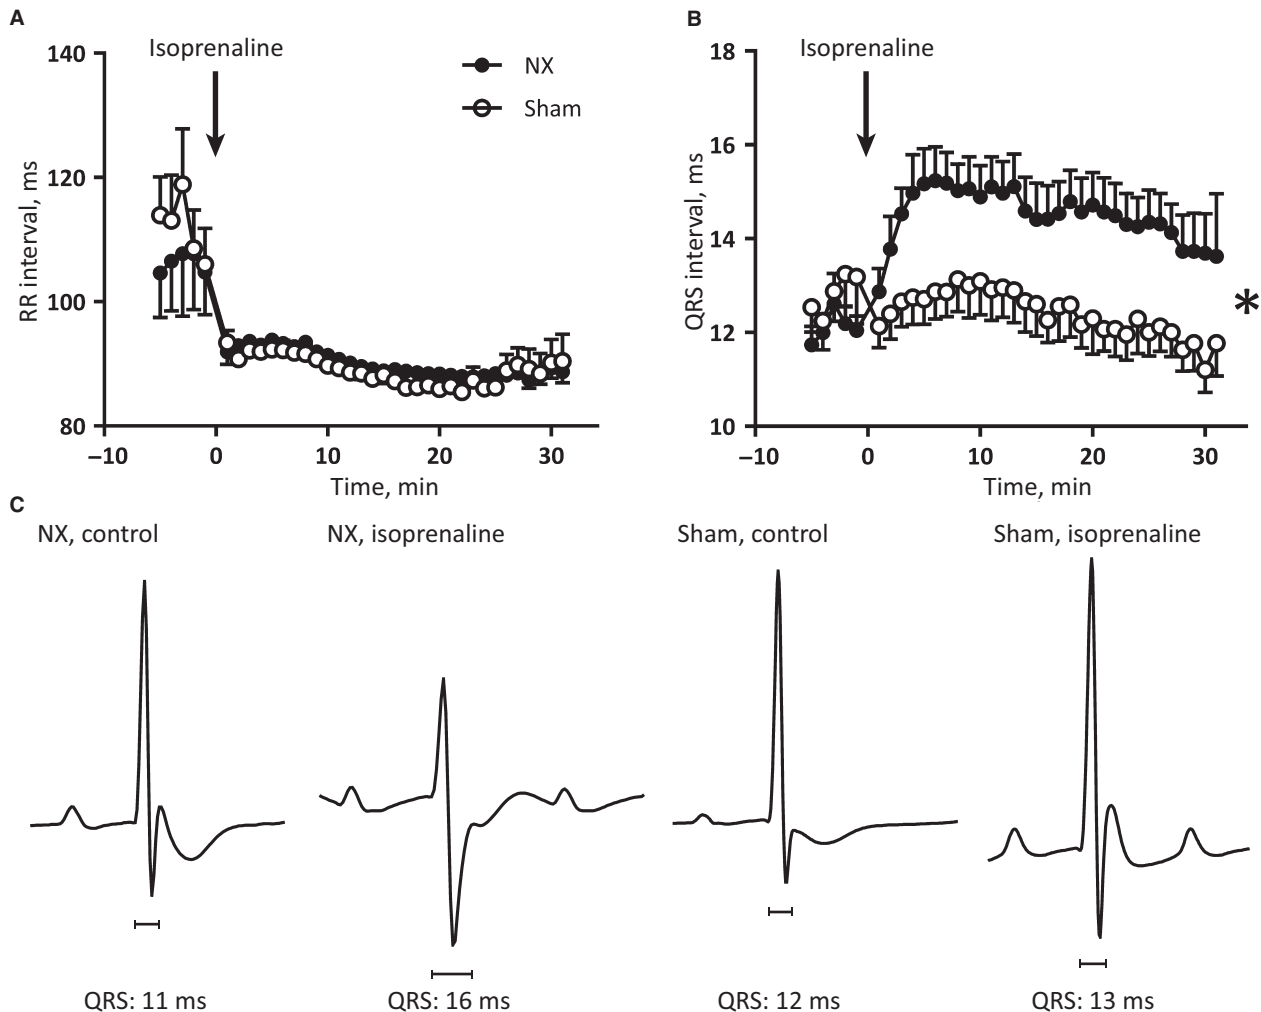 A
B
Isoprenaline
Isoprenaline
NX
Sham
140
120
100
80
RR interval, ms
–10
0
10
20
30
Time, min
18
16
14
12
10
QRS interval, ms
*
–10
0
10
20
30
Time, min
C
NX, control
NX, isoprenaline
Sham, control
Sham, isoprenaline
QRS: 11 ms
QRS: 16 ms
QRS: 12 ms
QRS: 13 ms